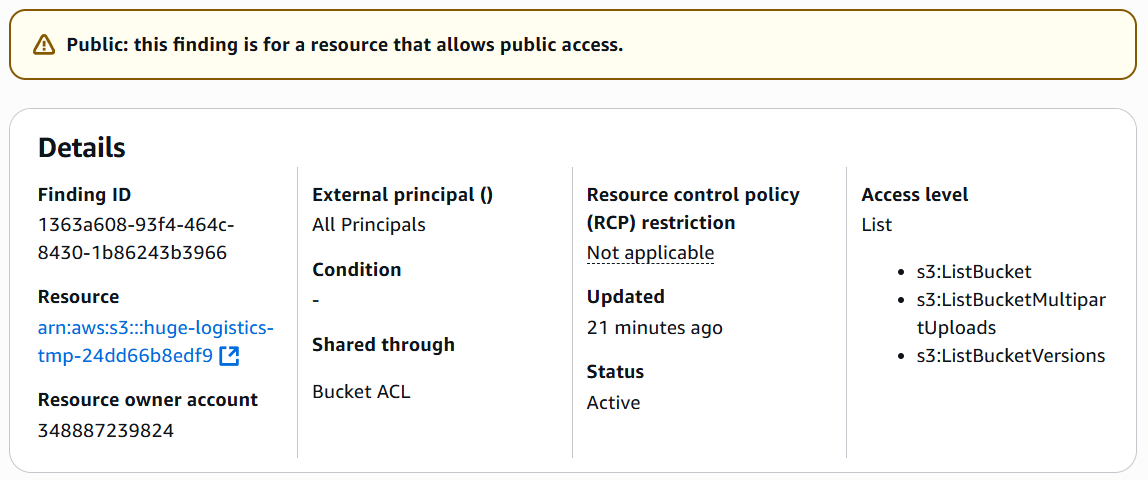 Public: this finding is for a resource that allows public access.
Details
Finding ID
1363a608-93f4-464c-
8430-1b86243b3966
Resource
arn:aws:s3:::huge-logistics-
tmp-24dd66b8edf9
Resource owner account
348887239824
External principal ()
All Principals
Condition
-
Shared through
Bucket ACL
Resource control policy
(RCP) restriction
Not applicable
Updated
21 minutes ago
Status
Active
Access level
List
• s3:ListBucket
• s3:ListBucketMultipar
tUploads
• s3:ListBucketVersions